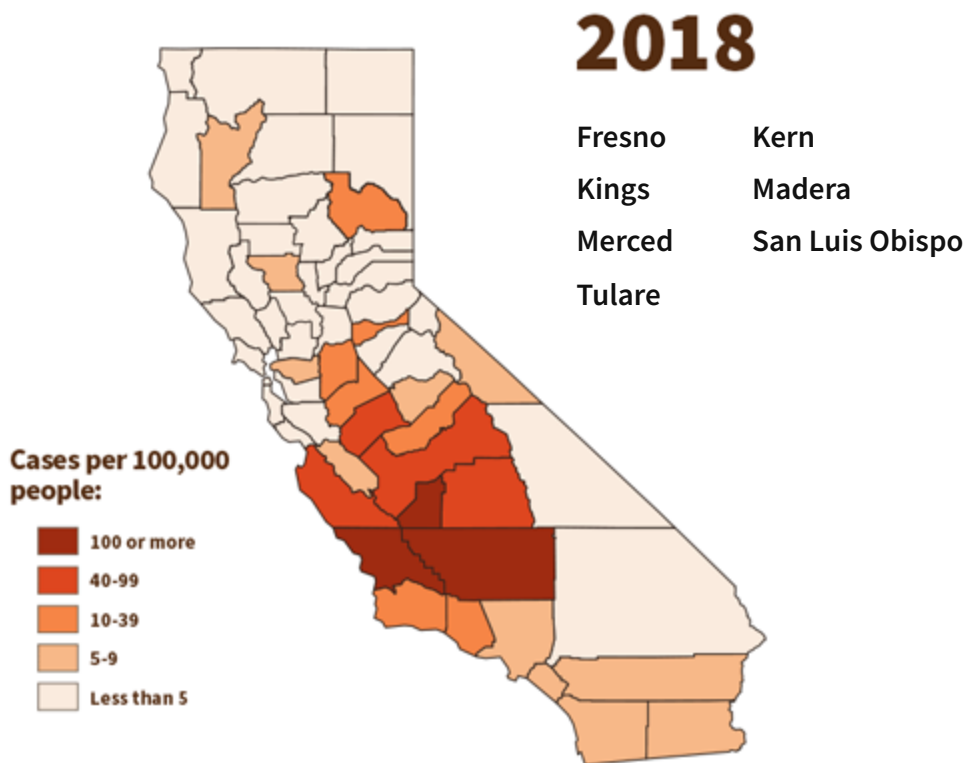 2018
Fresno Kern
Kings Madera
Merced San Luis Obispo
Tulare
Cases per 100,000
people:
100 or more
40-99
10-39
5-9
Less than 5